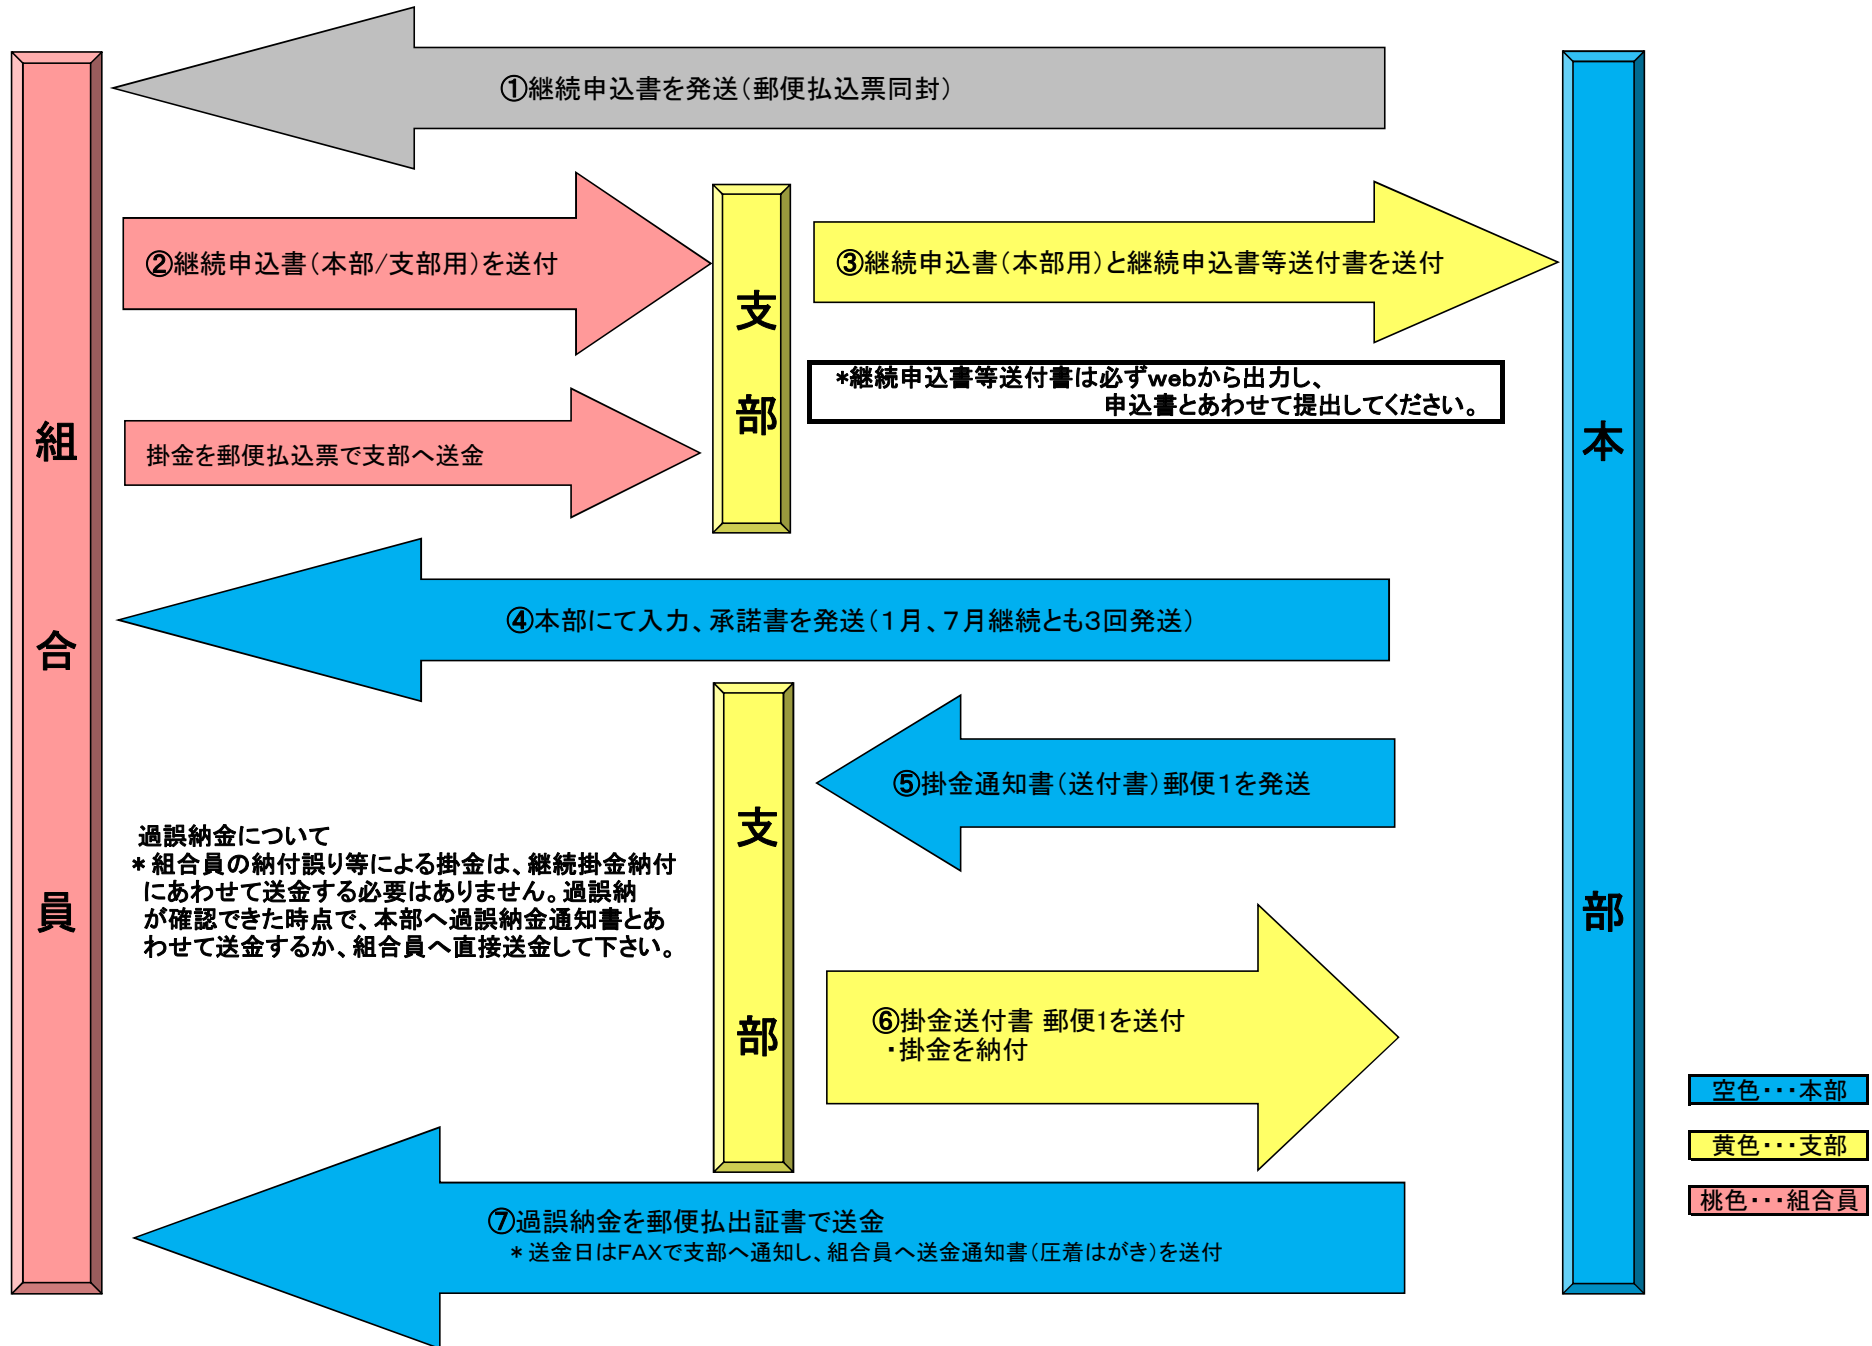 ①継続申込書を発送(郵便払込票同封)
②継続申込書(本部/支部用)を送付
③継続申込書(本部用)と継続申込書等送付書を送付
*継続申込書等送付書は必ずwebから出力し、
申込書とあわせて提出してください。
掛金を郵便払込票で支部へ送金
組合員
支部
本部
④本部にて入力、承諾書を発送(1月、7月継続とも3回発送)
⑤掛金通知書(送付書)郵便1を発送
支部
過誤納金について
*組合員の納付誤り等による掛金は、継続掛金納付
にあわせて送金する必要はありません。過誤納
が確認できた時点で、本部へ過誤納金通知書とあ
わせて送金するか、組合員へ直接送金して下さい。
⑥掛金送付書 郵便1を送付
・掛金を納付
⑦過誤納金を郵便払出証書で送金
*送金日はFAXで支部へ通知し、組合員へ送金通知書(圧着はがき)を送付
空色・・・本部
黄色・・・支部
桃色・・・組合員